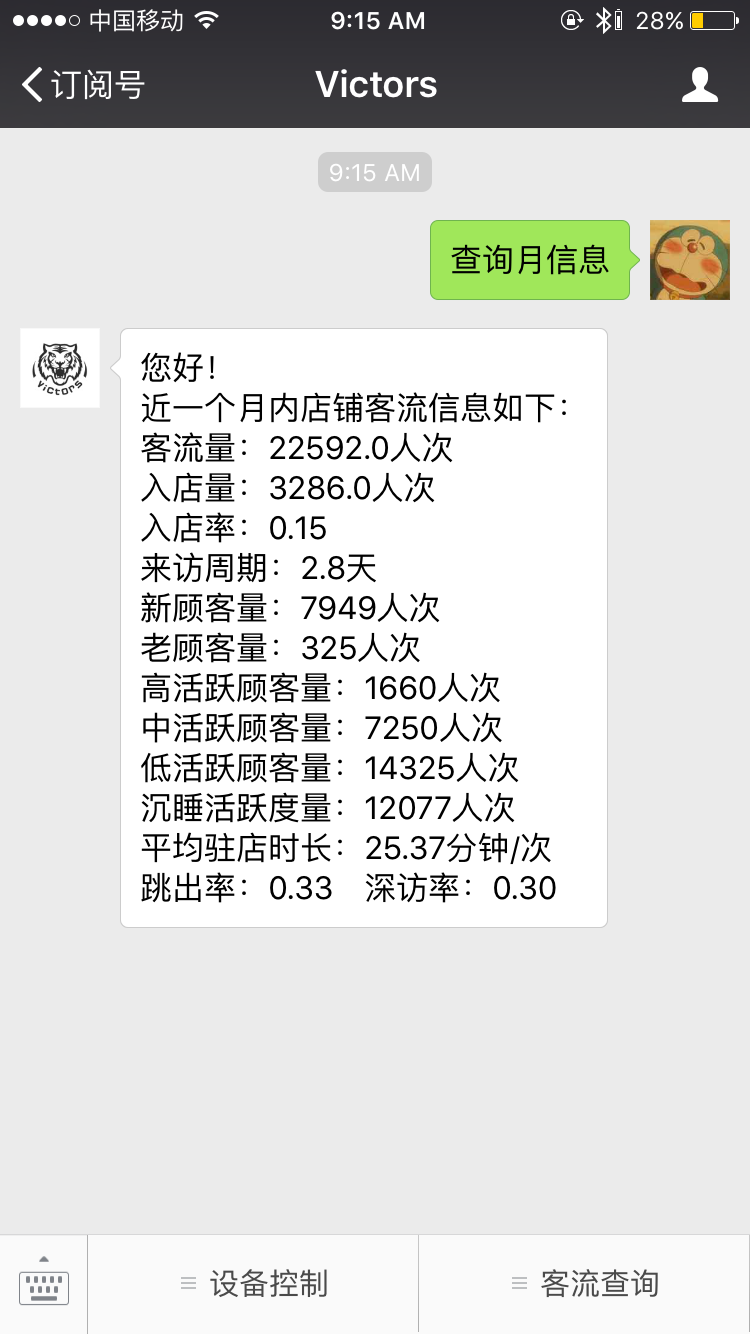 中国移动 9:15 AM 28%
订阅号 Victors
9:15 AM
查询月信息
victors
您好！
近一个月内店铺客流信息如下：
客流量：22592.0人次
入店量：3286.0人次
入店率：0.15
来访周期：2.8天
新顾客量：7949人次
老顾客量：325人次
高活跃顾客量：1660人次
中活跃顾客量：7250人次
低活跃顾客量：14325人次
沉睡活跃度量：12077人次
平均驻店时长：25.37分钟/次
跳出率：0.33 深访率：0.30
设备控制 客流查询